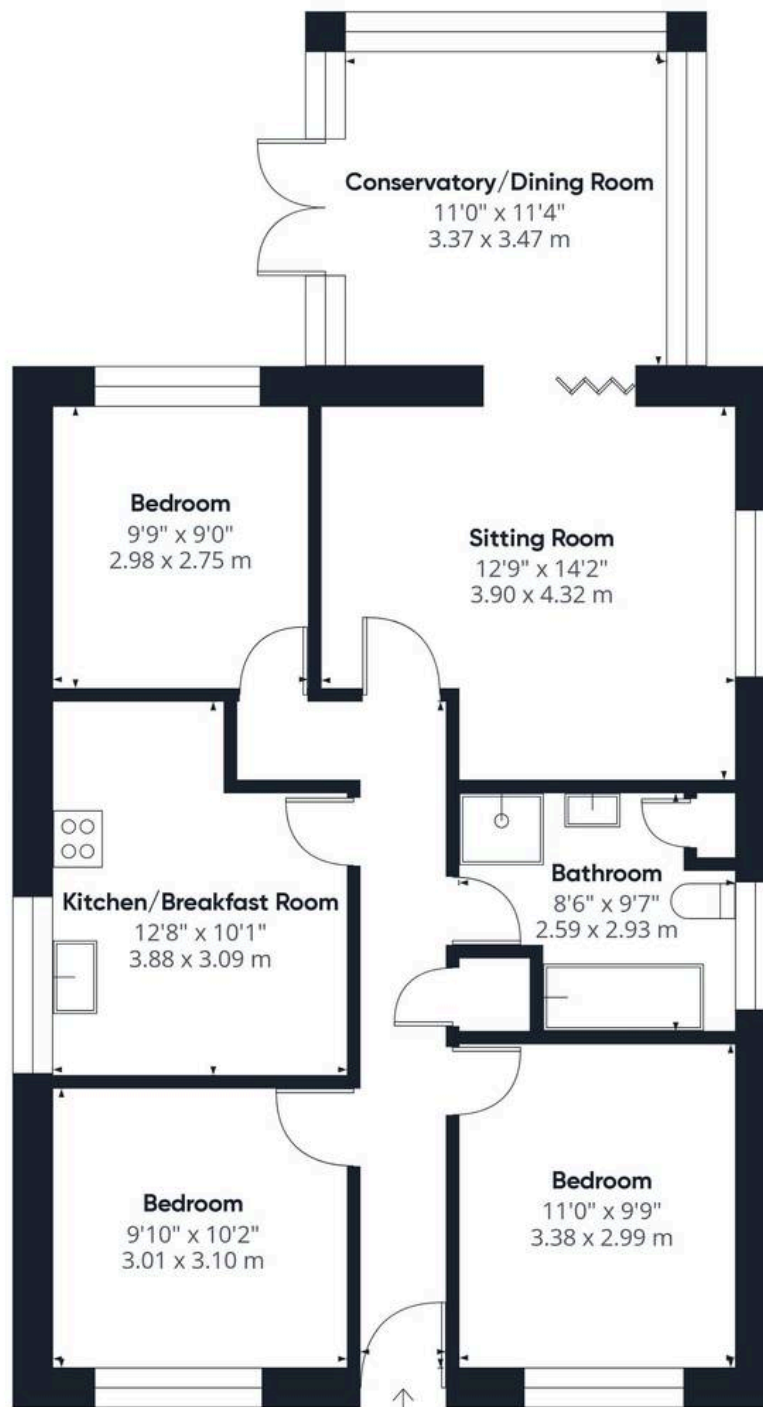 Conservatory/Dining Room
11'0" x 11'4"
3.37 x 3.47 m
Bedroom
9'9" x 9'0"
2.98 x 2.75 m
Sitting Room
12'9" x 14'2"
3.90 x 4.32 m
Kitchen/Breakfast Room
12'8" x 10'1"
3.88 x 3.09 m
Bathroom
8'6" x 9'7"
2.59 x 2.93 m
Bedroom
9'10" x 10'2"
3.01 x 3.10 m
Bedroom
11'0" x 9'9"
3.38 x 2.99 m